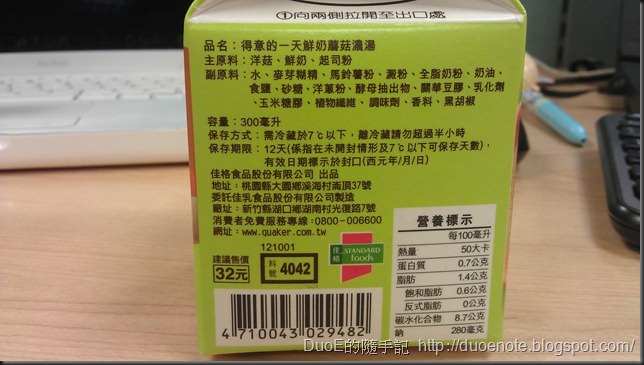 ①向兩側拉開至出口處
品名：得意的一天鮮奶蘑菇濃湯
主原料：洋菇、鮮奶、起司粉
副原料：水、麥芽糊精、馬鈴薯粉、澱粉、全脂奶粉、奶油、
食鹽、砂糖、洋蔥粉、酵母抽出物、關華豆膠、乳化劑
、玉米糖膠、植物纖維、調味劑、香料、黑胡椒
容量：300毫升
保存方式：需冷藏於7℃以下，離冷藏請勿超過半小時
保存期限：12天(係指在未開封情形及7℃以下可保存天數)，
有效日期標示於封口(西元年/月/日)
佳格食品股份有限公司 出品
地址：桃園縣大園鄉溪海村崙頂37號
委託佳乳食品股份有限公司製造
廠址：新竹縣湖口鄉湖南村光復路7號
消費者免費服務專線：0800-006600
網址：www.quaker.com.tw
121001
建議售價
32元
料號
4042
佳格
STANDARD
foods
4 710043 029482
營養標示
每100毫升
熱量 50大卡
蛋白質 0.7公克
脂肪 1.4公克
飽和脂肪 0.6公克
反式脂肪 0公克
碳水化合物 8.7公克
鈉 280毫克
DuoE的隨手記 http://duoenote.blogspot.com/